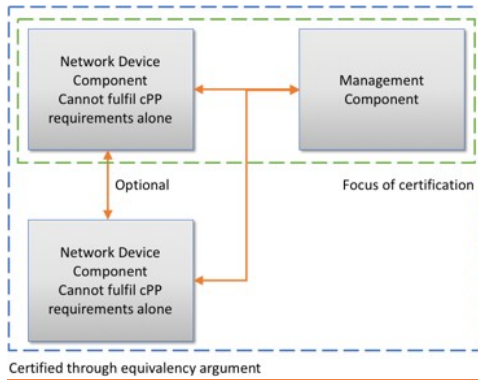 Network Device
Component
Cannot fulfil cPP
requirements alone
Management
Component
Optional
Focus of certification
Network Device
Component
Cannot fulfil cPP
requirements alone
Certified through equivalency argument